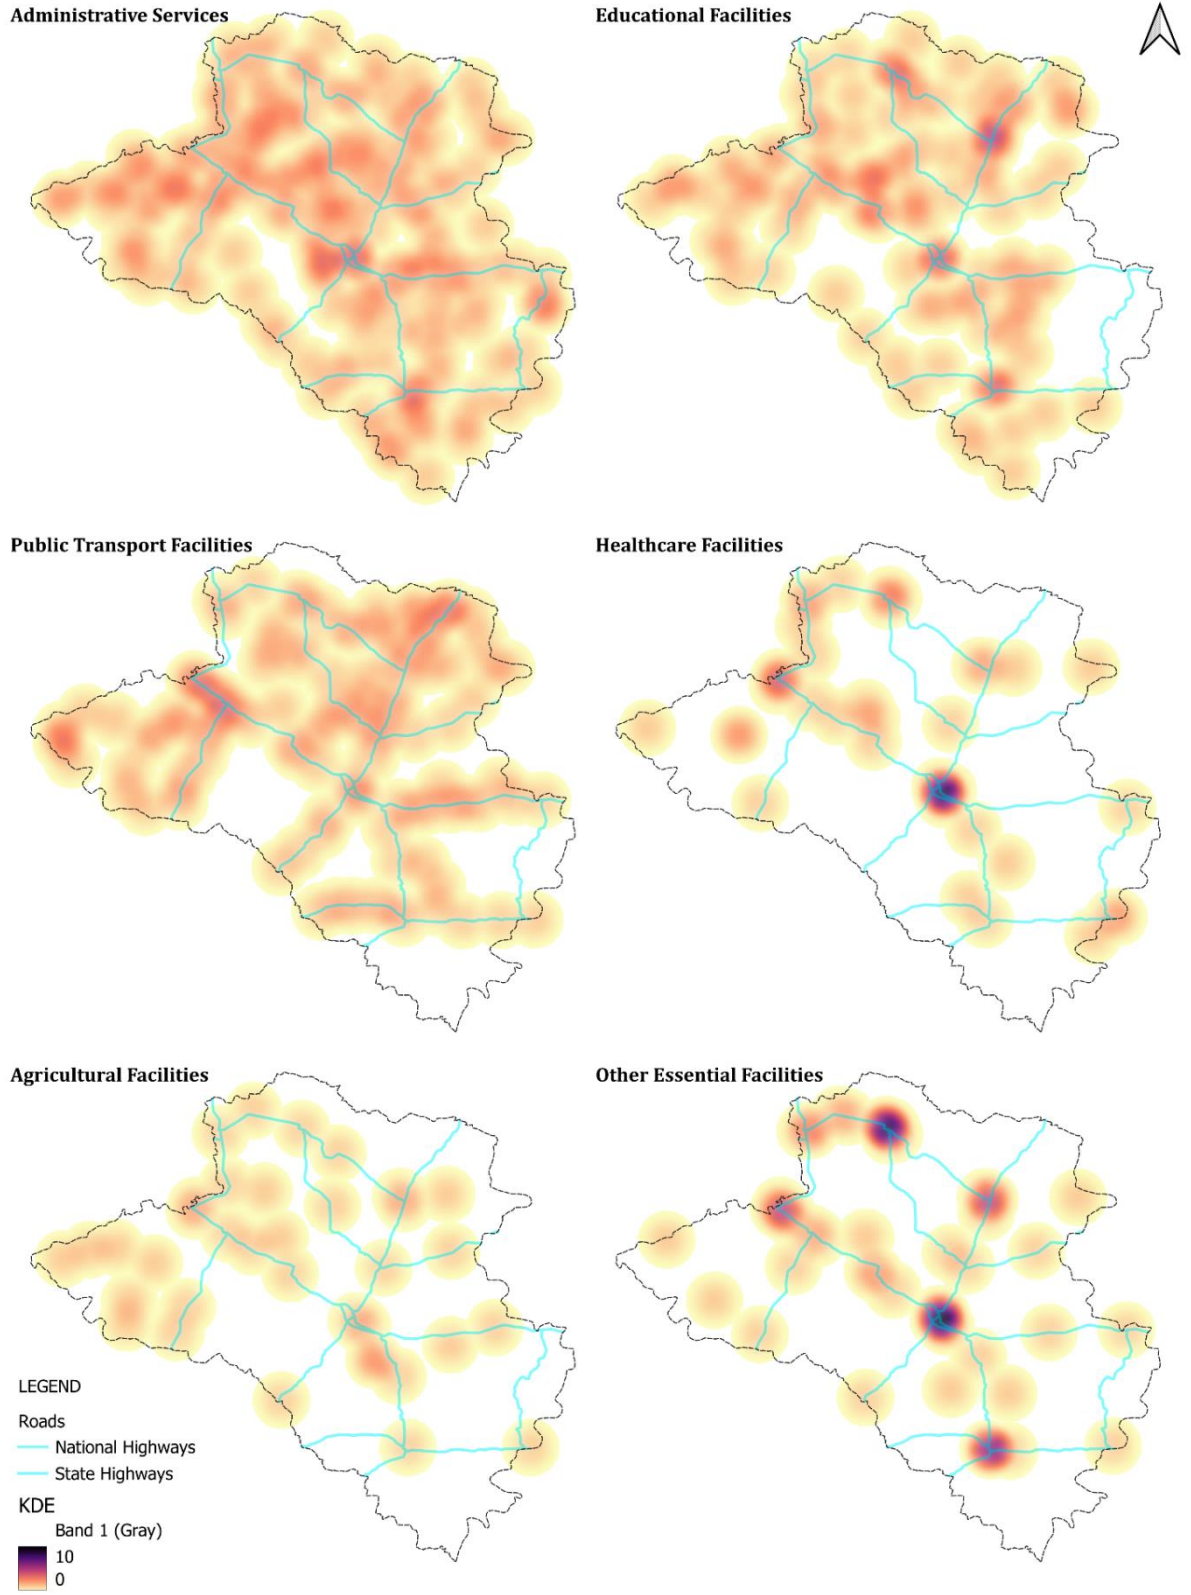 Administrative Services
Educational Facilities
Public Transport Facilities
Healthcare Facilities
Agricultural Facilities
Other Essential Facilities
LEGEND
Roads
National Highways
State Highways
KDE
Band 1 (Gray)
10
0